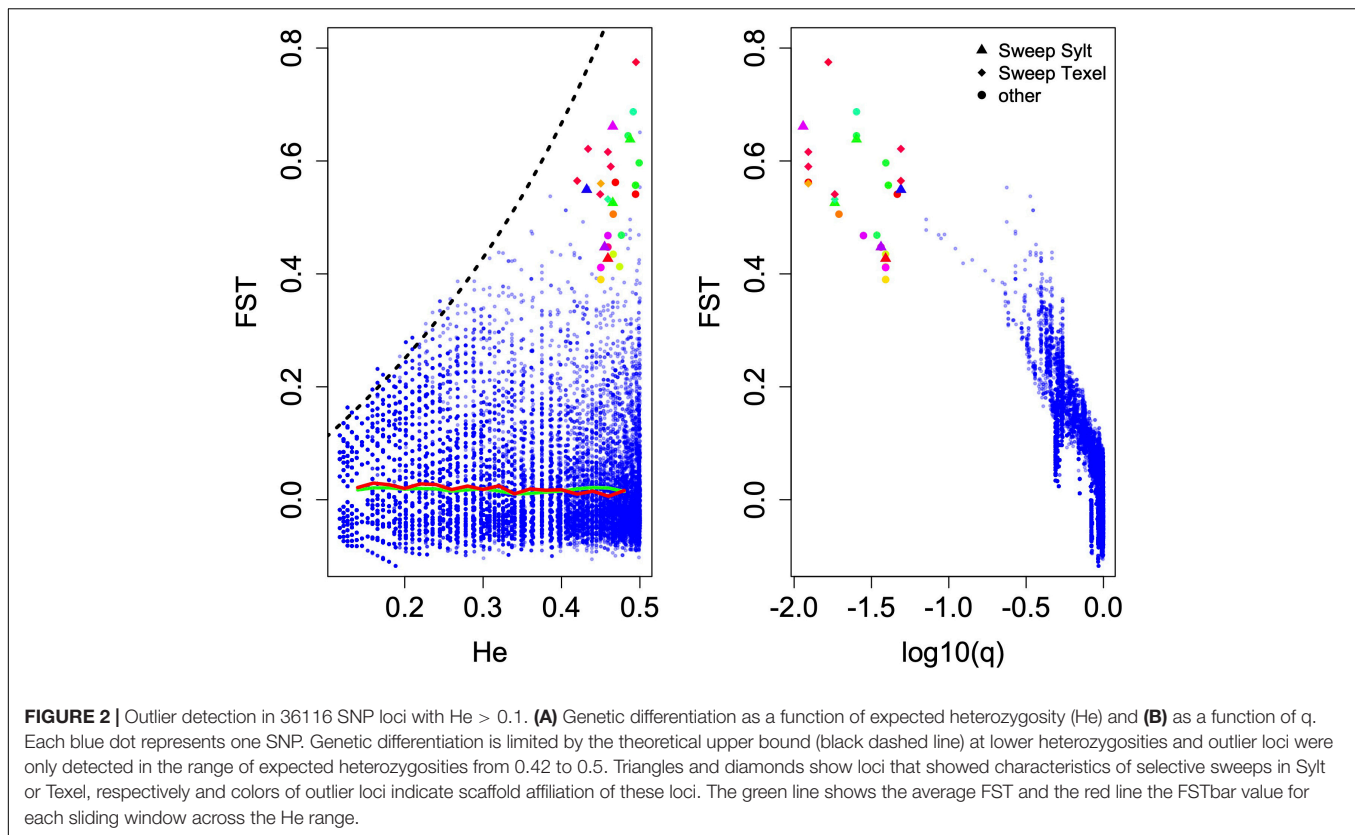 0.8
0.6
0.4
0.2
0.0
FST
0.2 0.3 0.4 0.5
He
0.8
0.6
0.4
0.2
0.0
FST
-2.0 -1.5 -1.0 -0.5 0.0
log10(q)
Sweep Sylt
Sweep Texel
other
FIGURE 2 | Outlier detection in 36116 SNP loci with He > 0.1. (A) Genetic differentiation as a function of expected heterozygosity (He) and (B) as a function of q.
Each blue dot represents one SNP. Genetic differentiation is limited by the theoretical upper bound (black dashed line) at lower heterozygosities and outlier loci were
only detected in the range of expected heterozygosities from 0.42 to 0.5. Triangles and diamonds show loci that showed characteristics of selective sweeps in Sylt
or Texel, respectively and colors of outlier loci indicate scaffold affiliation of these loci. The green line shows the average FST and the red line the FSTbar value for
each sliding window across the He range.